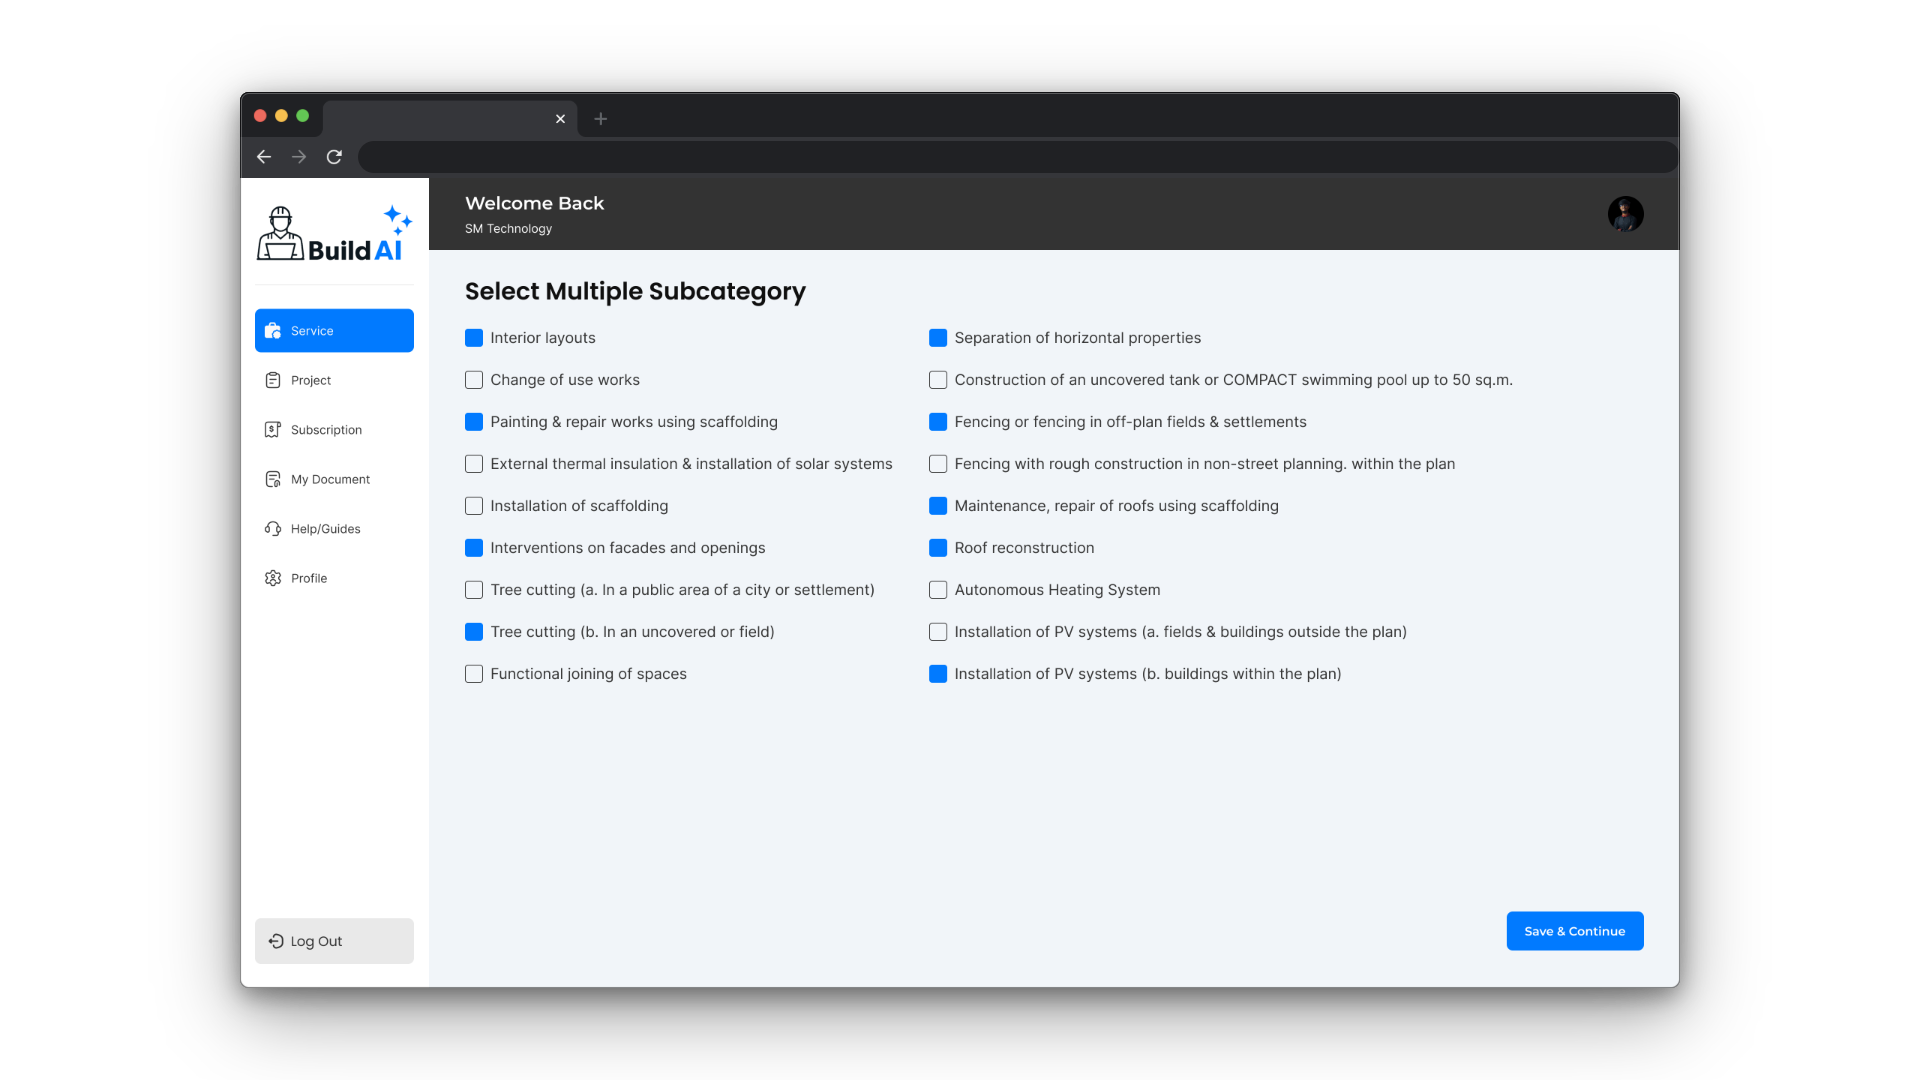 Welcome Back
SM Technology
Build AI
Service
Project
Subscription
My Document
Help/Guides
Profile
Log Out
Select Multiple Subcategory
Interior layouts
Change of use works
Painting & repair works using scaffolding
External thermal insulation & installation of solar systems
Installation of scaffolding
Interventions on facades and openings
Tree cutting (a. In a public area of a city or settlement)
Tree cutting (b. In an uncovered or field)
Functional joining of spaces
Separation of horizontal properties
Construction of an uncovered tank or COMPACT swimming pool up to 50 sq.m.
Fencing or fencing in off-plan fields & settlements
Fencing with rough construction in non-street planning. within the plan
Maintenance, repair of roofs using scaffolding
Roof reconstruction
Autonomous Heating System
Installation of PV systems (a. fields & buildings outside the plan)
Installation of PV systems (b. buildings within the plan)
Save & Continue